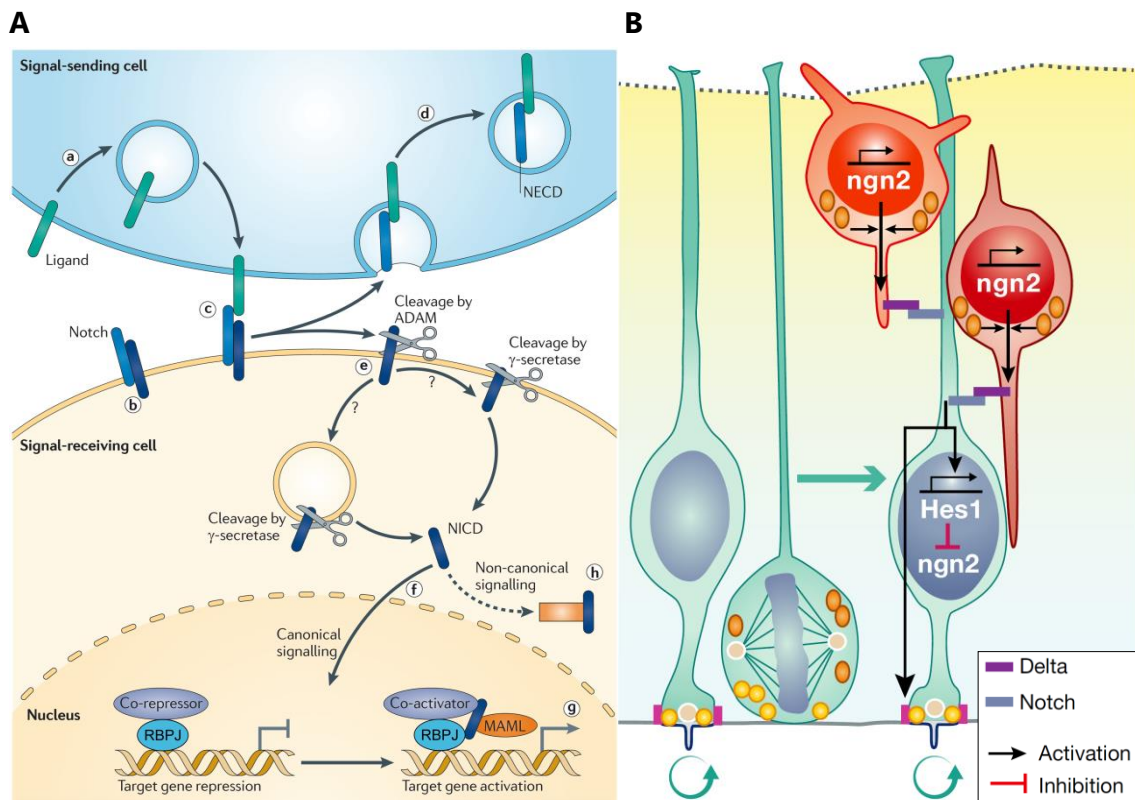 A
Signal-sending cell
a
d
NECD
Ligand
c
Cleavage by
ADAM
Notch
Cleavage by
γ-secretase
e
?
b
?
Signal-receiving cell
Cleavage by
γ-secretase
NICD
Non-canonical
signalling
h
f
Canonical
signalling
Nucleus
Co-repressor
RBPJ
Target gene repression
Co-activator
RBPJ
MAML
g
Target gene activation
B
ngn2
ngn2
Hes1
ngn2
Delta
Notch
Activation
Inhibition